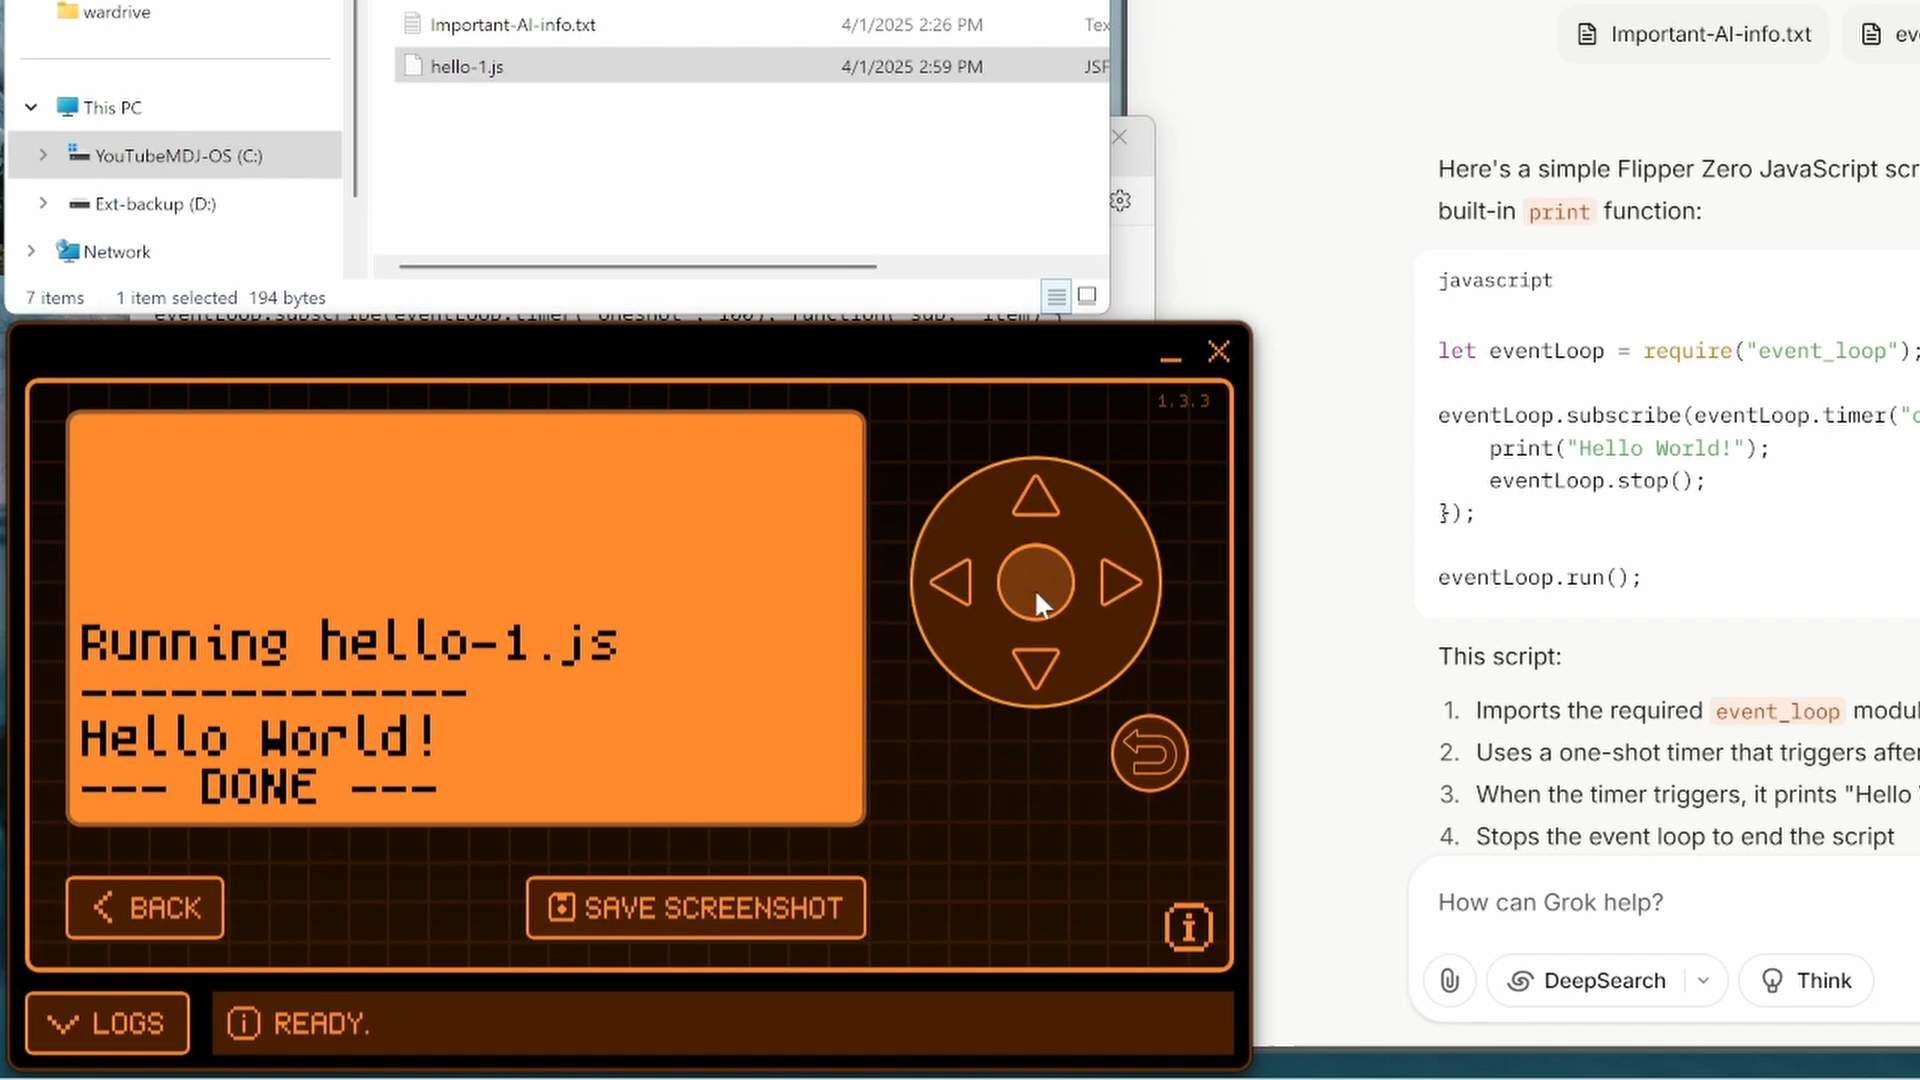 wardrive
This PC
YouTubeMDJ-OS (C:)
Ext-backup (D:)
Network
Important-AI-info.txt 4/1/2025 2:26 PM Tex
hello-1.js 4/1/2025 2:59 PM JSF
7 items 1 item selected 194 bytes
1.3.3
Running hello-1.js
-------------
Hello World!
--- DONE ---
BACK
SAVE SCREENSHOT
LOGS
READY.
Important-AI-info.txt
Here's a simple Flipper Zero JavaScript scr
built-in print function:
javascript
let eventLoop = require("event_loop");
eventLoop.subscribe(eventLoop.timer("o
print("Hello World!");
eventLoop.stop();
});
eventLoop.run();
This script:
1. Imports the required event_loop modul
2. Uses a one-shot timer that triggers after
3. When the timer triggers, it prints "Hello
4. Stops the event loop to end the script
How can Grok help?
DeepSearch
Think